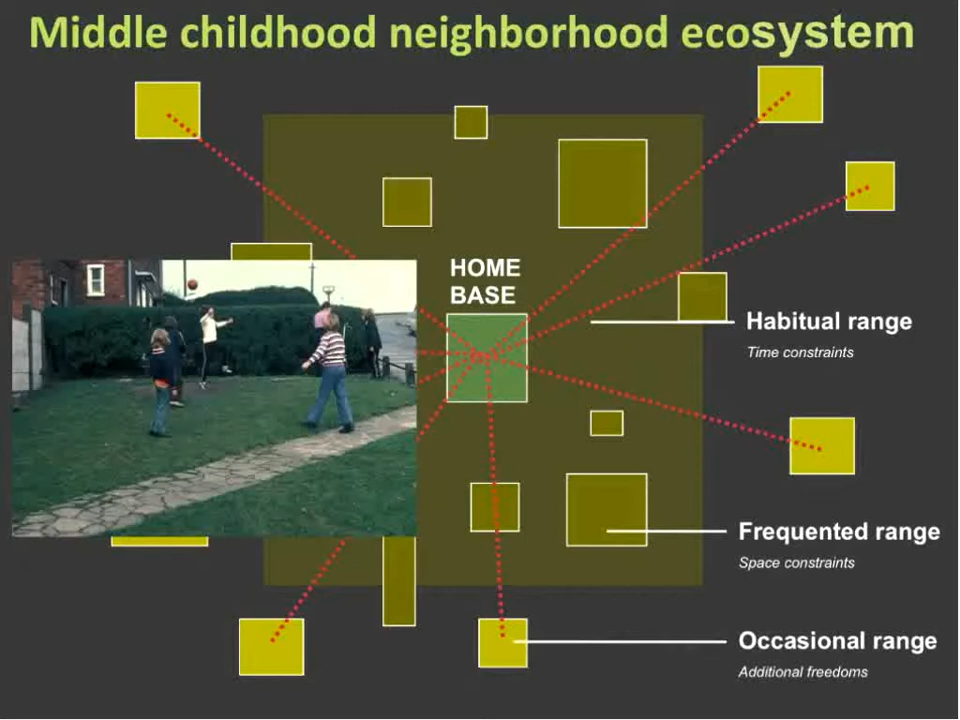 Middle childhood neighborhood ecosystem
HOME
BASE
Habitual range
Time constraints
Frequented range
Space constraints
Occasional range
Additional freedoms